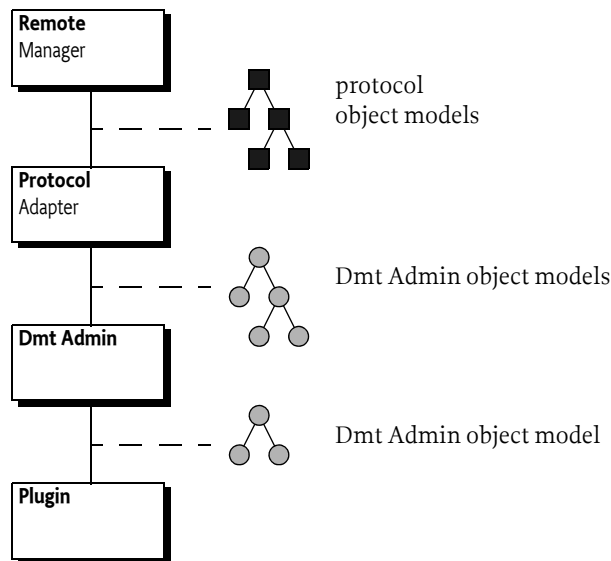 Remote
Manager
protocol
object models
Protocol
Adapter
Dmt Admin object models
Dmt Admin
Dmt Admin object model
Plugin